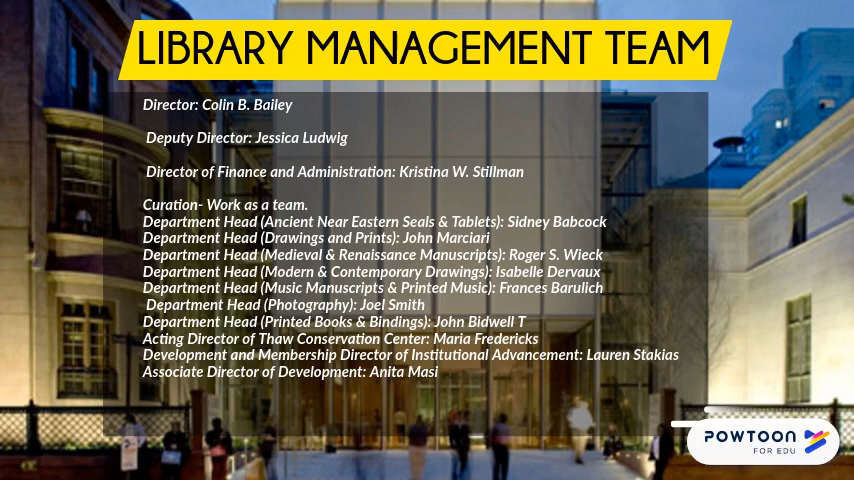 LIBRARY MANAGEMENT TEAM
Director: Colin B. Bailey
Deputy Director: Jessica Ludwig
Director of Finance and Administration: Kristina W. Stillman
Curation- Work as a team.
Department Head (Ancient Near Eastern Seals & Tablets): Sidney Babcock
Department Head (Drawings and Prints): John Marciari
Department Head (Medieval & Renaissance Manuscripts): Roger S. Wieck
Department Head (Modern & Contemporary Drawings): Isabelle Dervaux
Department Head (Music Manuscripts & Printed Music): Frances Barulich
Department Head (Photography): Joel Smith
Department Head (Printed Books & Bindings): John Bidwell T
Acting Director of Thaw Conservation Center: Maria Fredericks
Development and Membership Director of Institutional Advancement: Lauren Stakias
Associate Director of Development: Anita Masi
POWTOON
FOR EDU